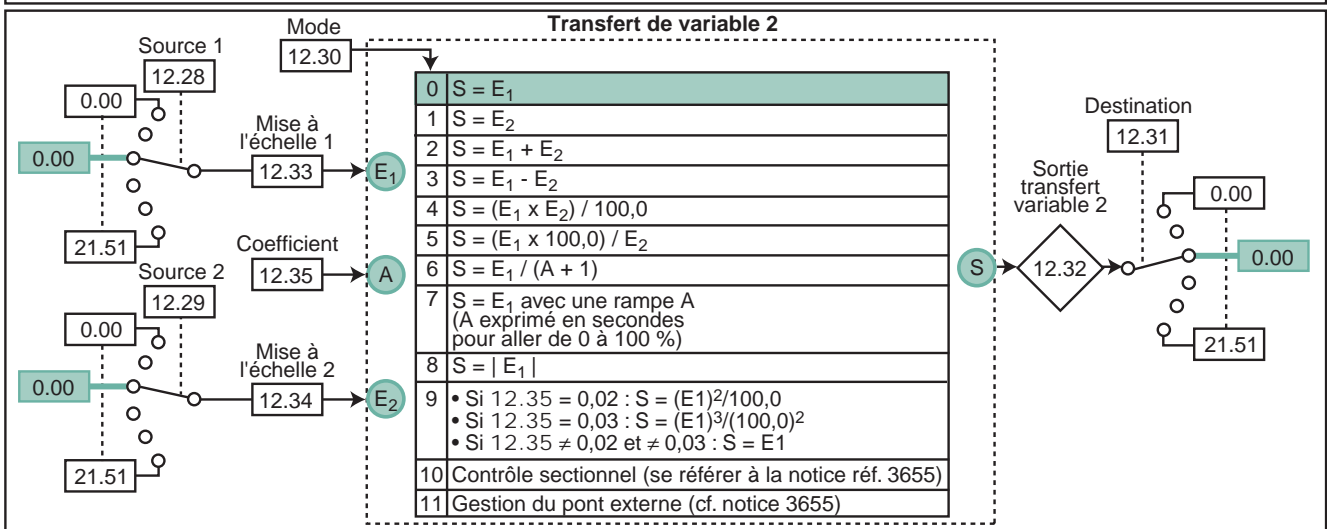 Transfert de variable 2
Mode
12.30
Source 1
12.28
0.00
0.00
21.51
Mise à
l'échelle 1
12.33
E1
Coefficient
12.35
A
Source 2
12.29
0.00
0.00
21.51
Mise à
l'échelle 2
12.34
E2
0 S = E1
1 S = E2
2 S = E1 + E2
3 S = E1 - E2
4 S = (E1 x E2) / 100,0
5 S = (E1 x 100,0) / E2
6 S = E1 / (A + 1)
7 S = E1 avec une rampe A
(A exprimé en secondes
pour aller de 0 à 100 %)
8 S = | E1 |
9 • Si 12.35 = 0,02 : S = (E1)²/100,0
• Si 12.35 = 0,03 : S = (E1)³/(100,0)²
• Si 12.35 ≠ 0,02 et ≠ 0,03 : S = E1
10 Contrôle sectionnel (se référer à la notice réf. 3655)
11 Gestion du pont externe (cf. notice 3655)
S
Sortie
transfert
variable 2
12.32
Destination
12.31
0.00
0.00
21.51